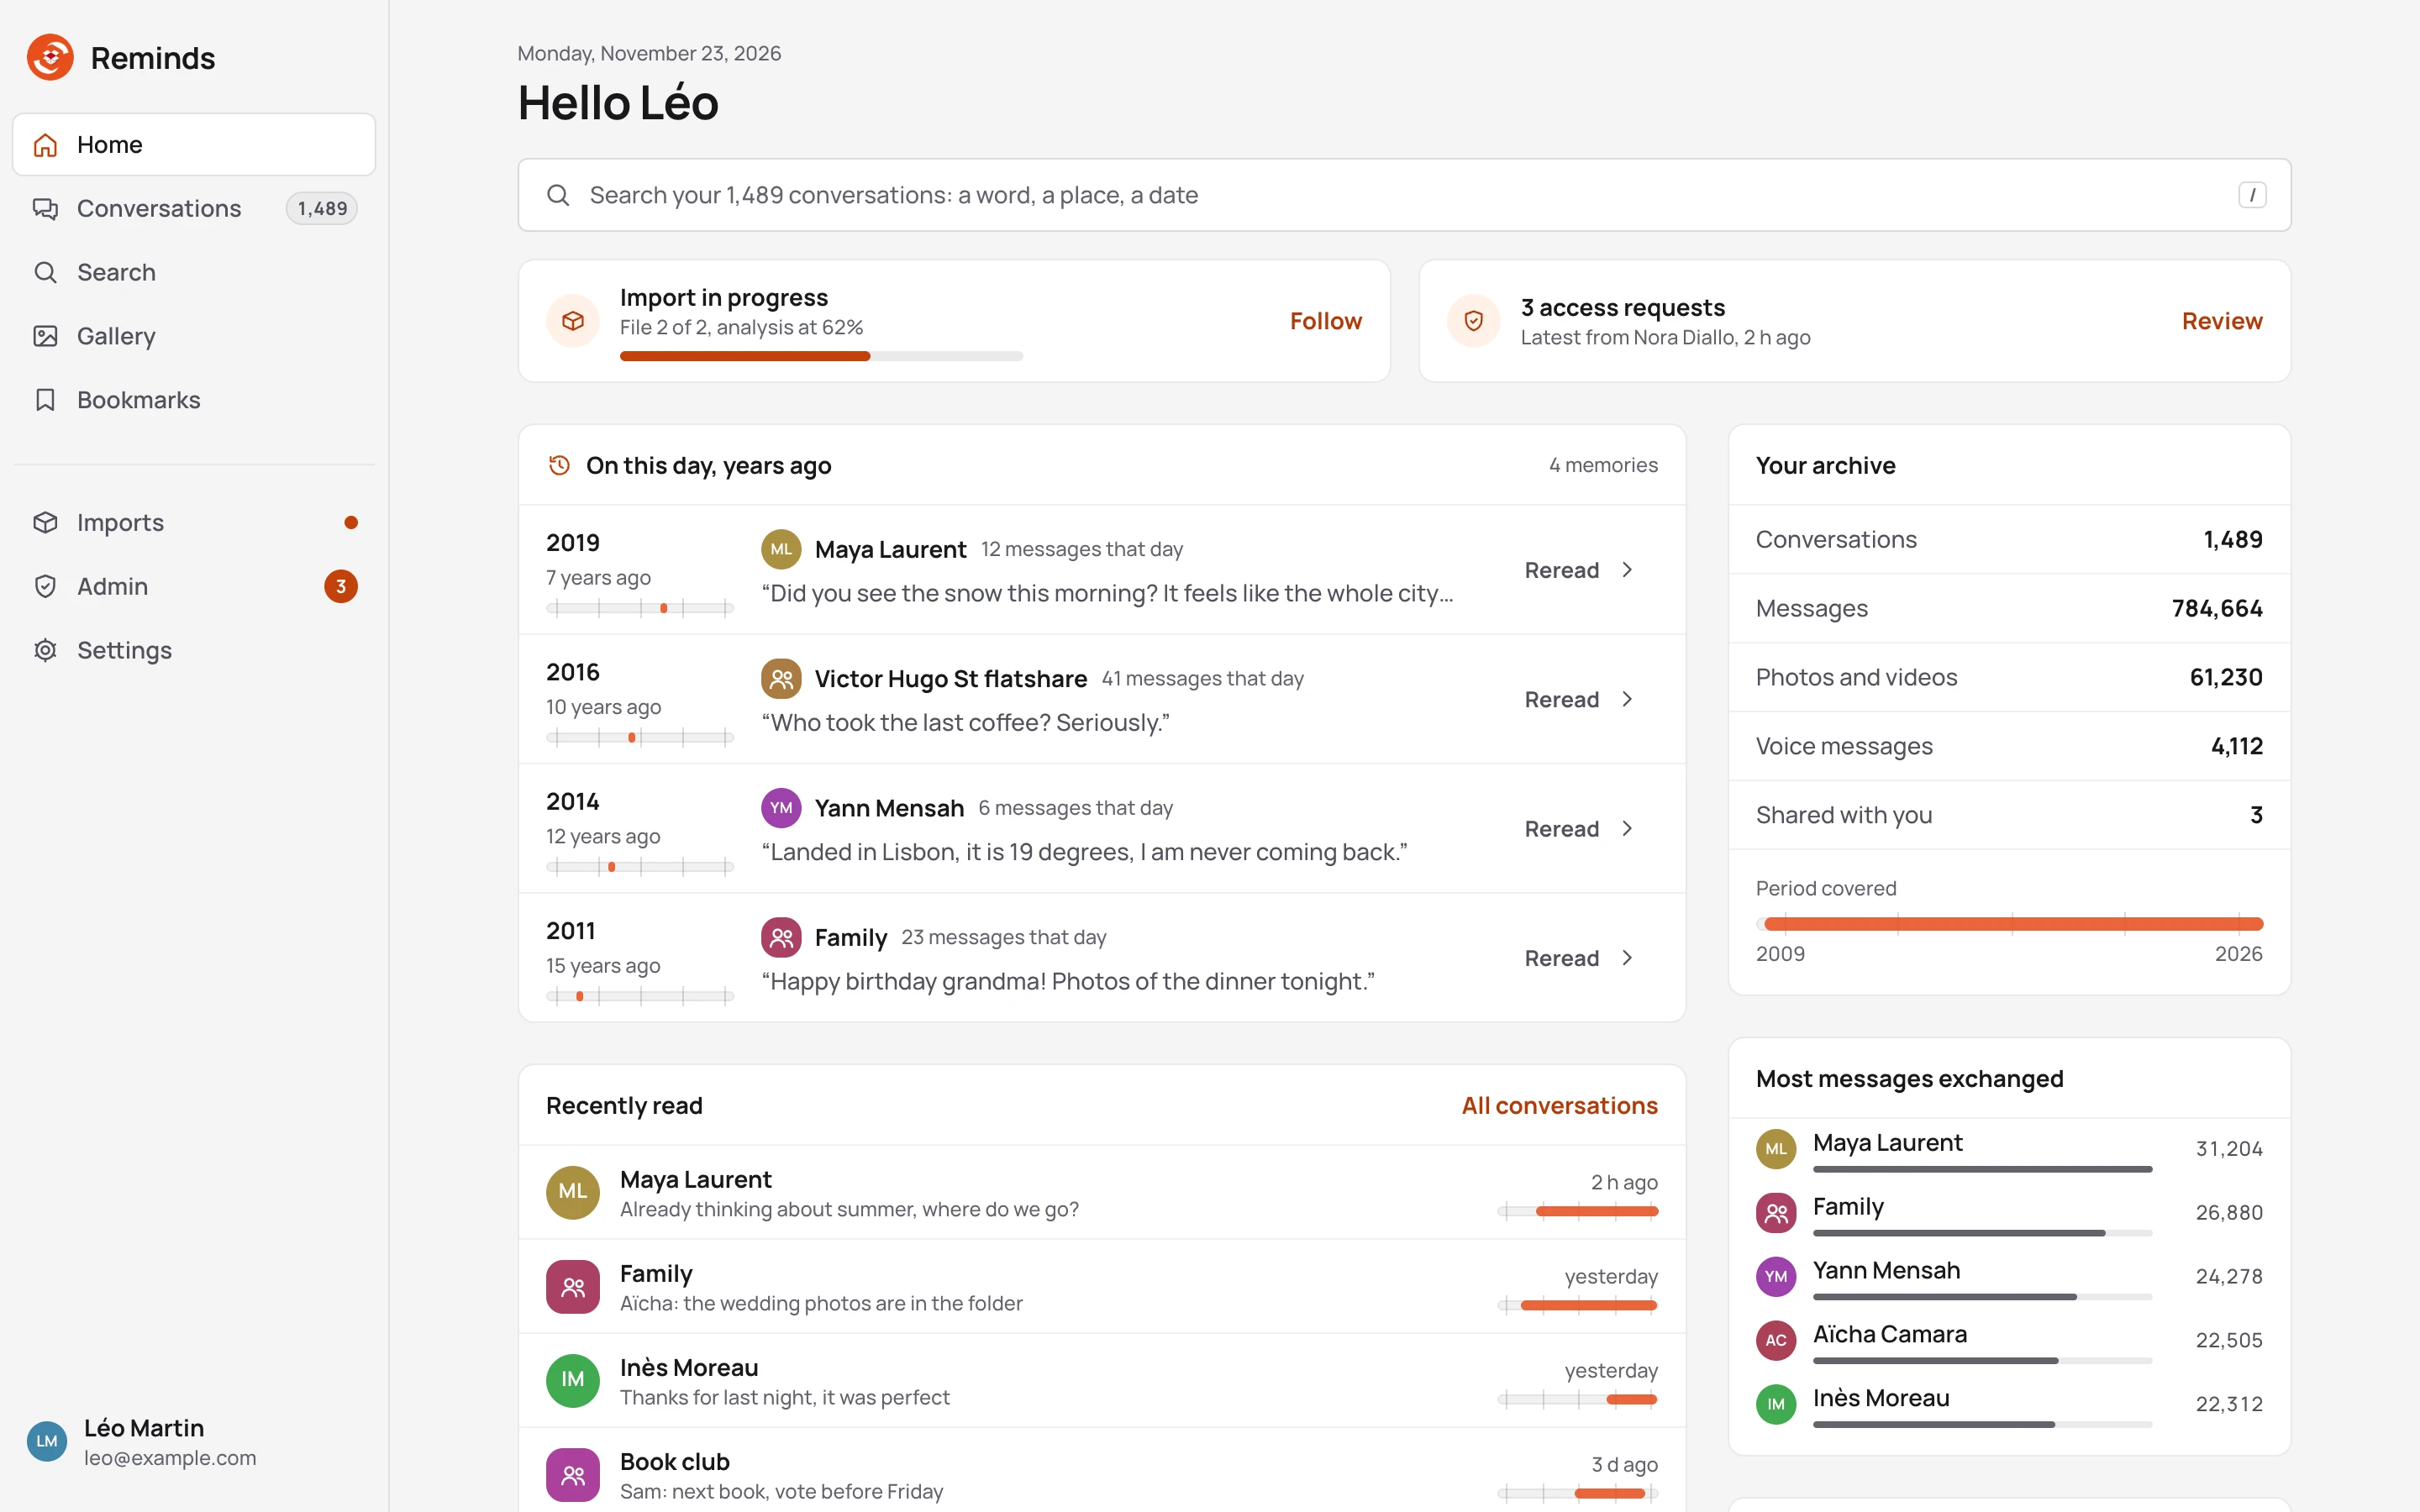 Reminds
Home
Conversations 1,489
Search
Gallery
Bookmarks
Imports
Admin 3
Settings
LM Léo Martin
leo@example.com
Monday, November 23, 2026
Hello Léo
Search your 1,489 conversations: a word, a place, a date /
Import in progress
File 2 of 2, analysis at 62%
Follow
3 access requests
Latest from Nora Diallo, 2 h ago
Review
On this day, years ago 4 memories
2019
7 years ago
ML Maya Laurent 12 messages that day
“Did you see the snow this morning? It feels like the whole city…
Reread
2016
10 years ago
Victor Hugo St flatshare 41 messages that day
“Who took the last coffee? Seriously.”
Reread
2014
12 years ago
YM Yann Mensah 6 messages that day
“Landed in Lisbon, it is 19 degrees, I am never coming back.”
Reread
2011
15 years ago
Family 23 messages that day
“Happy birthday grandma! Photos of the dinner tonight.”
Reread
Recently read All conversations
ML Maya Laurent 2 h ago
Already thinking about summer, where do we go?
Family yesterday
Aïcha: the wedding photos are in the folder
IM Inès Moreau yesterday
Thanks for last night, it was perfect
Book club 3 d ago
Sam: next book, vote before Friday
Your archive
Conversations 1,489
Messages 784,664
Photos and videos 61,230
Voice messages 4,112
Shared with you 3
Period covered
2009 2026
Most messages exchanged
ML Maya Laurent 31,204
Family 26,880
YM Yann Mensah 24,278
AC Aïcha Camara 22,505
IM Inès Moreau 22,312